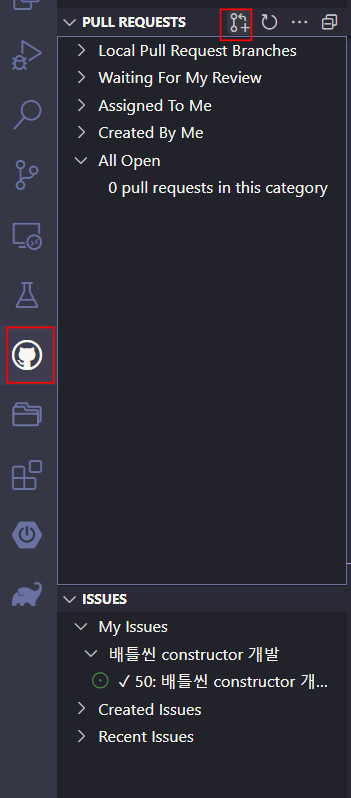 PULL REQUESTS
Local Pull Request Branches
Waiting For My Review
Assigned To Me
Created By Me
All Open
0 pull requests in this category
ISSUES
My Issues
배틀씬 constructor 개발
✓ 50: 배틀씬 constructor 개...
Created Issues
Recent Issues